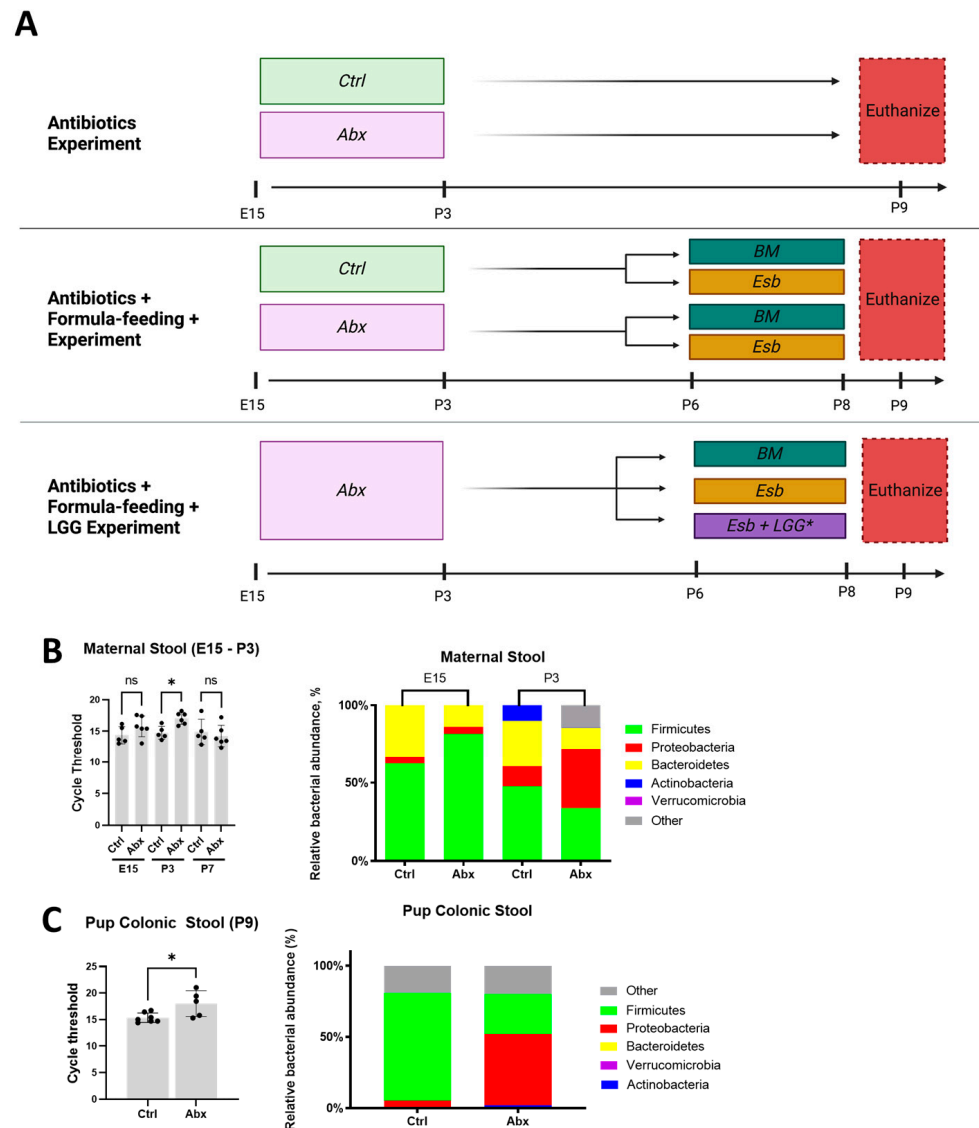 A
Antibiotics
Experiment
Ctrl
Abx
Euthanize
E15
P3
P9
Antibiotics +
Formula-feeding +
Experiment
Ctrl
Abx
BM
Esb
BM
Esb
Euthanize
E15
P3
P6
P8
P9
Antibiotics +
Formula-feeding +
LGG Experiment
Abx
BM
Esb
Esb + LGG*
Euthanize
E15
P3
P6
P8
P9
B
Maternal Stool (E15 - P3)
ns
*
ns
Cycle Threshold
20
15
10
5
0
Ctrl
Abx
Ctrl
Abx
Ctrl
Abx
E15
P3
P7
Maternal Stool
E15
P3
Relative bacterial abundance, %
100%
50%
0%
Ctrl
Abx
Ctrl
Abx
Firmicutes
Proteobacteria
Bacteroidetes
Actinobacteria
Verrucomicrobia
Other
C
Pup Colonic Stool (P9)
*
Cycle threshold
25
20
15
10
5
0
Ctrl
Abx
Pup Colonic Stool
Relative bacterial abundance (%)
100%
50%
0%
Ctrl
Abx
Other
Firmicutes
Proteobacteria
Bacteroidetes
Verrucomicrobia
Actinobacteria